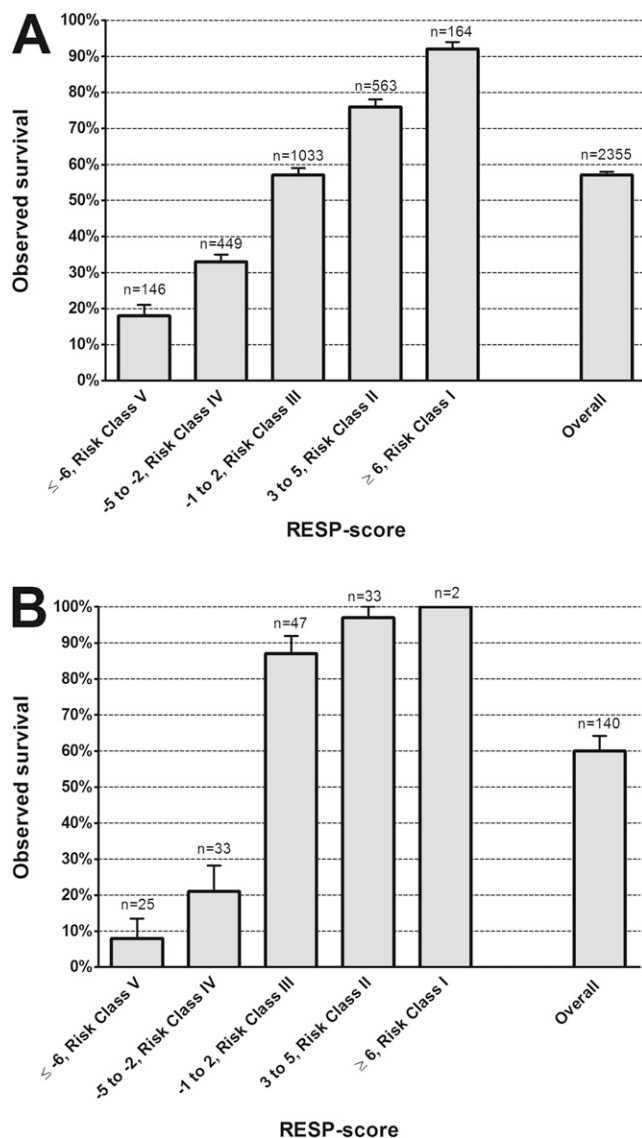 A
Observed survival
100%
90%
80%
70%
60%
50%
40%
30%
20%
10%
0%
n=146
n=449
n=1033
n=563
n=164
n=2355
≤ -6, Risk Class V
-5 to -2, Risk Class IV
-1 to 2, Risk Class III
3 to 5, Risk Class II
≥ 6, Risk Class I
Overall
RESP-score
B
Observed survival
100%
90%
80%
70%
60%
50%
40%
30%
20%
10%
0%
n=25
n=33
n=47
n=33
n=2
n=140
≤ -6, Risk Class V
-5 to -2, Risk Class IV
-1 to 2, Risk Class III
3 to 5, Risk Class II
≥ 6, Risk Class I
Overall
RESP-score